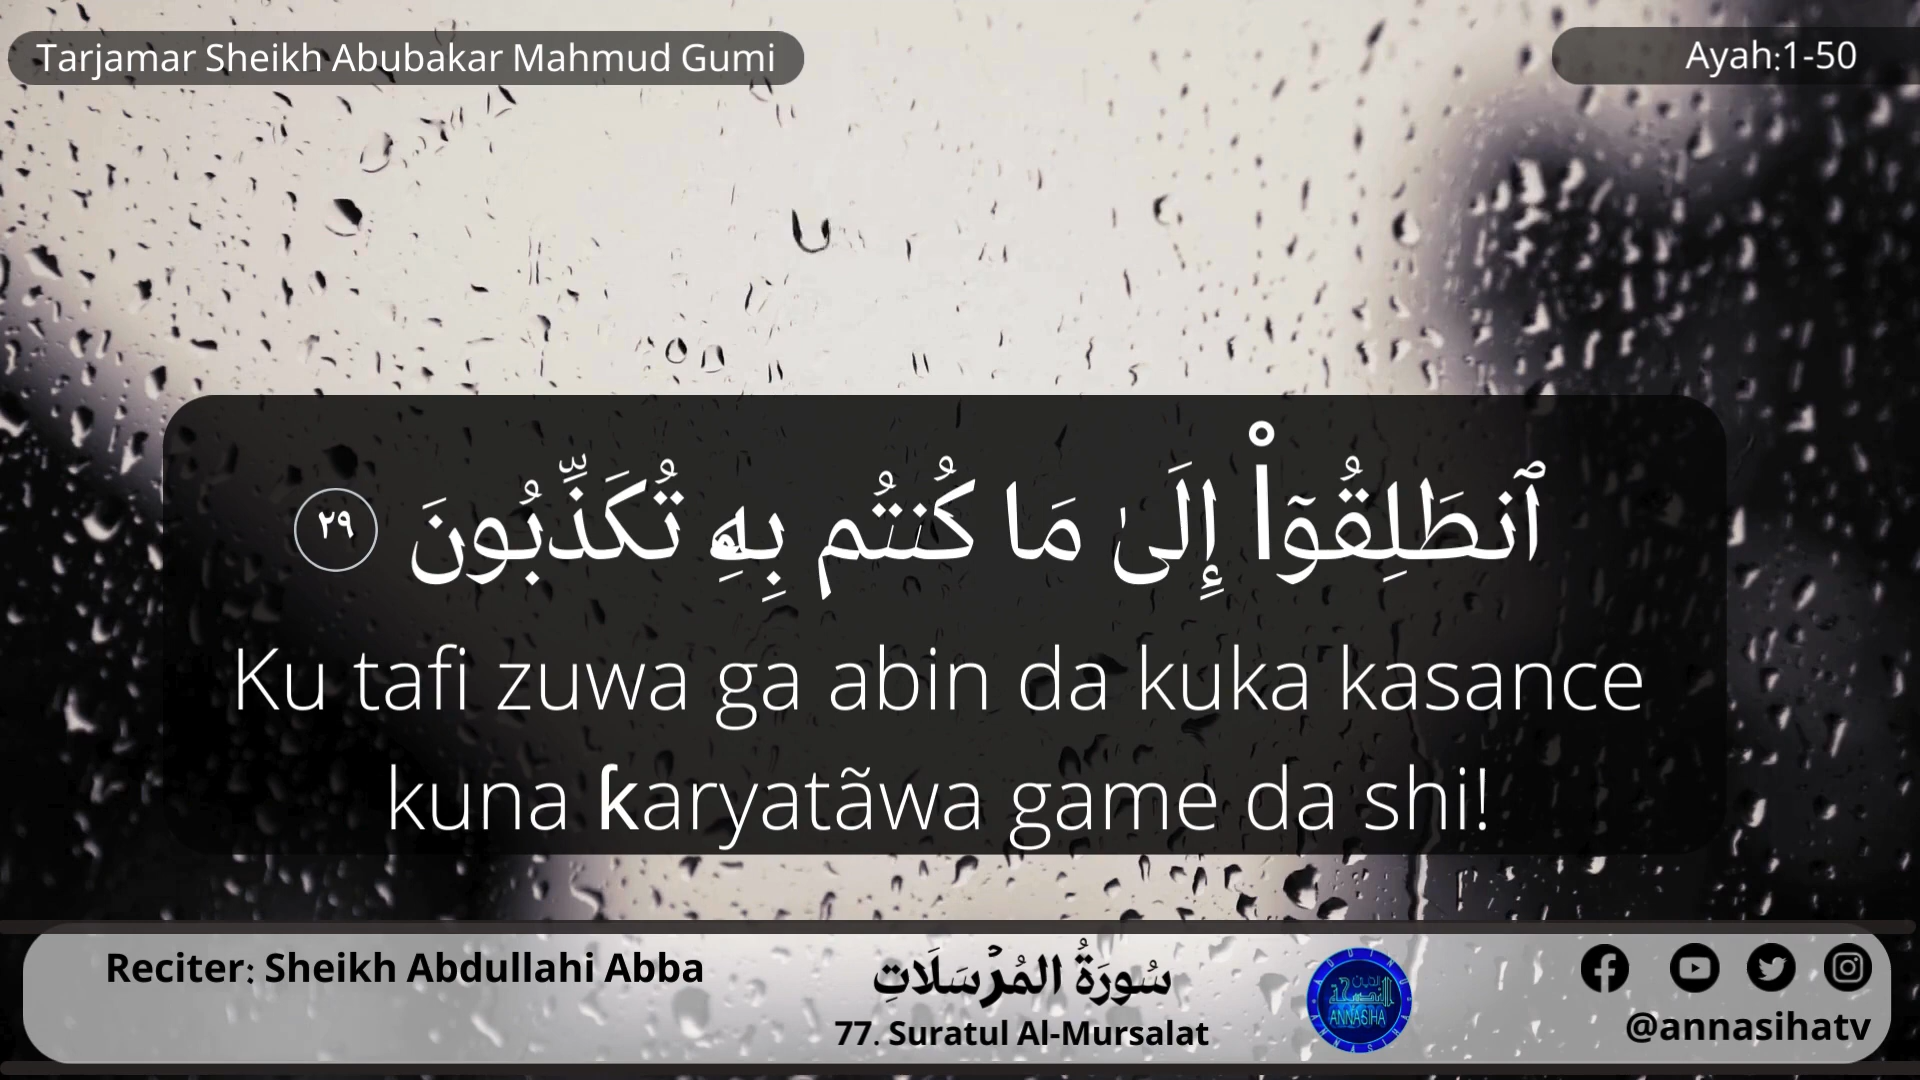 Tarjamar Sheikh Abubakar Mahmud Gumi
Ayah:1-50
ٱنطَلِقُوٓا۟ إِلَىٰ مَا كُنتُم بِهِۦ تُكَذِّبُونَ ٢٩
Ku tafi zuwa ga abin da kuka kasance
kuna ƙaryatãwa game da shi!
Reciter: Sheikh Abdullahi Abba
سُورَةُ المُرْسَلَاتِ
77. Suratul Al-Mursalat
ANNASIHA
@annasihatv